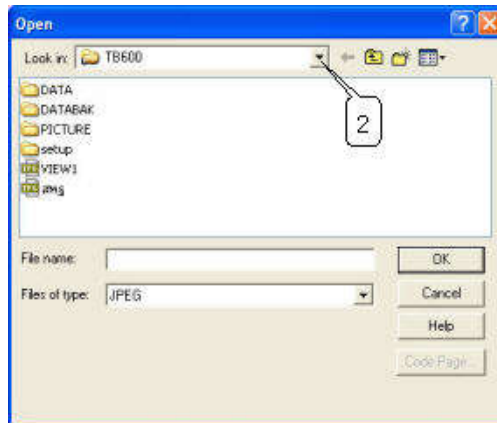 Open
Look in: TB600
2
DATA
DATABAK
PICTURE
setup
VIEW1
File name: OK
Files of type: JPEG Cancel
Help
Code Page...